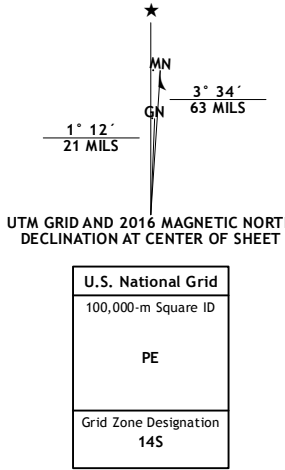 MN
3° 34´
63 MILS
GN
1° 12´
21 MILS
UTM GRID AND 2016 MAGNETIC NORT
DECLINATION AT CENTER OF SHEET
U.S. National Grid
100,000-m Square ID
PE
Grid Zone Designation
14S